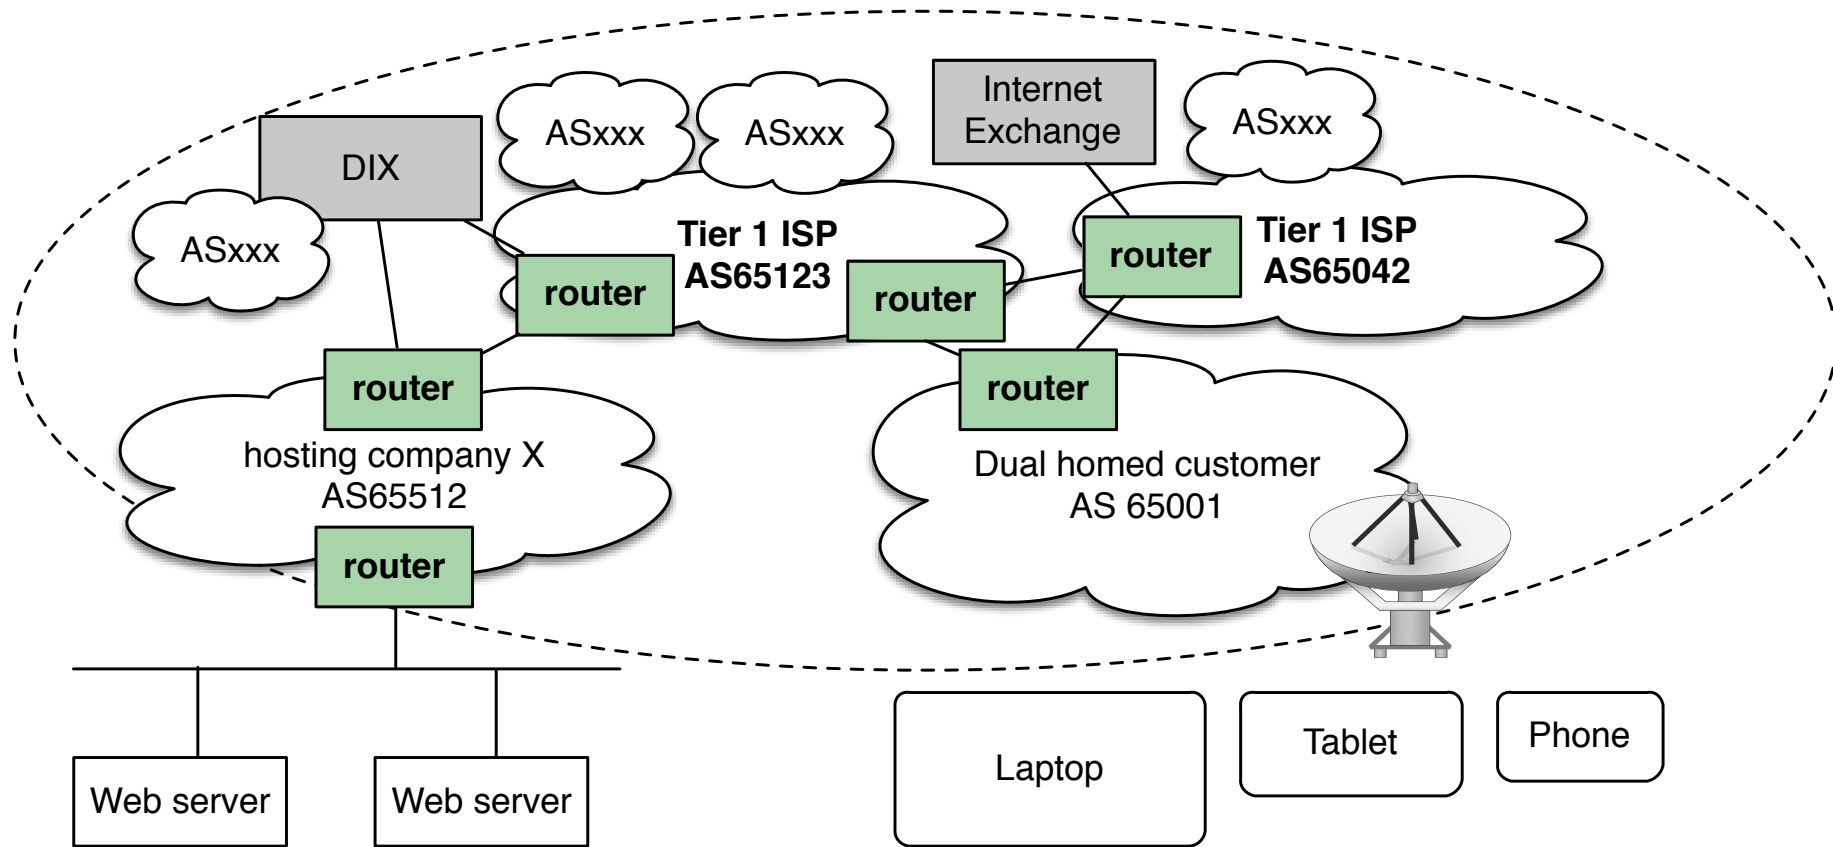 Internet
Exchange
ASxxx
ASxxx
ASxxx
DIX
ASxxx
Tier 1 ISP
AS65123
Tier 1 ISP
AS65042
router
router
router
router
router
hosting company X
AS65512
Dual homed customer
AS 65001
router
Laptop
Tablet
Phone
Web server
Web server